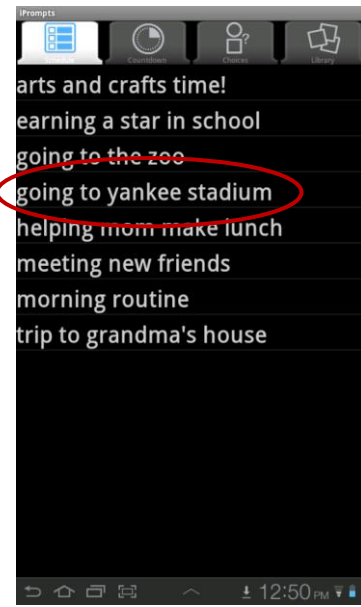 iPrompts
Schedule Countdown Choices Library
arts and crafts time!
earning a star in school
going to the zoo
going to yankee stadium
helping mom make lunch
meeting new friends
morning routine
trip to grandma's house
12:50 PM